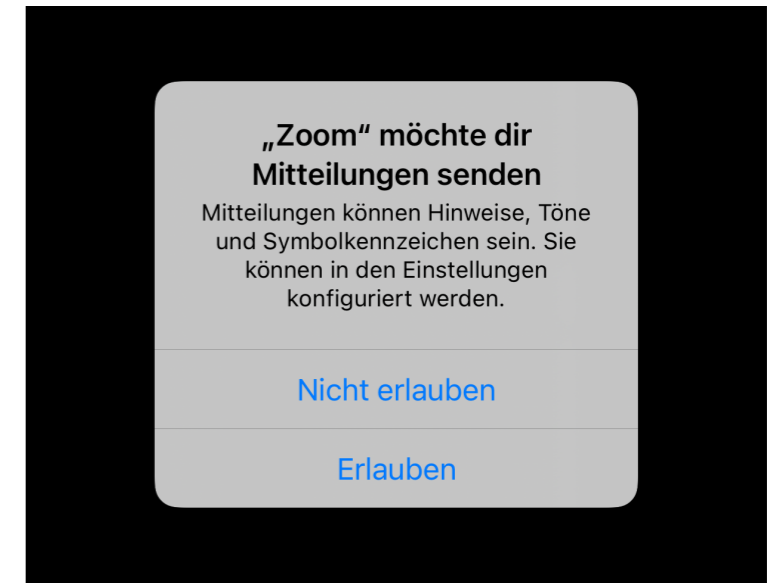 „Zoom“ möchte dir
Mitteilungen senden
Mitteilungen können Hinweise, Töne
und Symbolkennzeichen sein. Sie
können in den Einstellungen
konfiguriert werden.
Nicht erlauben
Erlauben